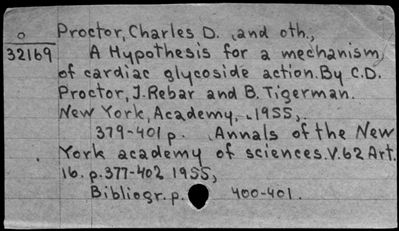 o Proctor, Charles D. and oth.,
32169 A Hypothesis for a mechanism
of cardiac glycoside action. By C.D.
Proctor, J. Rebar and B. Tigerman.
New York, Academy, 1955,
379-401 p. Annals of the New
York academy of sciences. V.62 Art.
16. p.377-402 1955,
Bibliogr. p. 400-401.